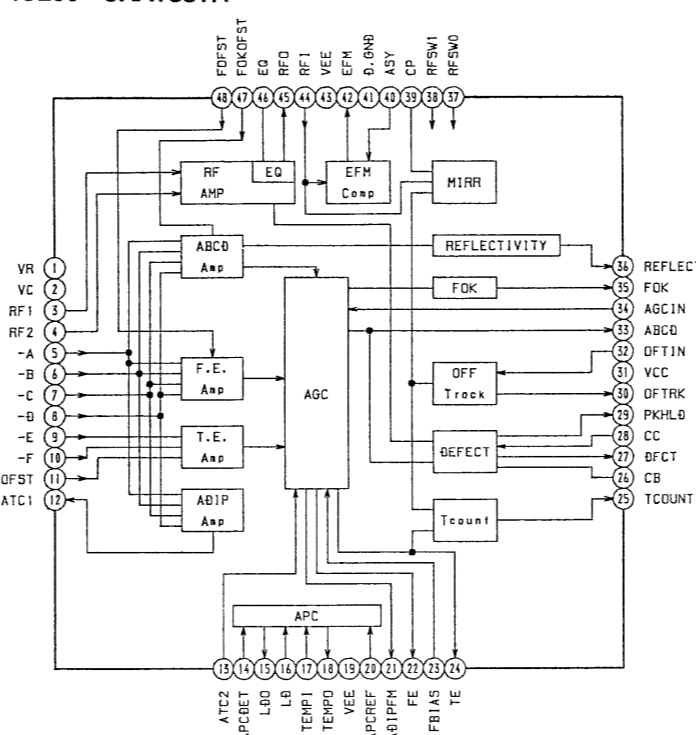 FOFST
FOKOFST
EQ
RFO
RFI
VEE
EFM
D.GND
ASY
CP
RFSW1
RFSW0
48 47 46 45 44 43 42 41 40 39 38 37
RF AMP
EQ
EFM Comp
MIRR
ABCD Amp
REFLECTIVITY
FOK
AGC
F.E. Amp
OFF Track
T.E. Amp
DEFECT
ADIP Amp
Tcount
APC
VR 1
VC 2
RF1 3
RF2 4
-A 5
-B 6
-C 7
-D 8
-E 9
-F 10
OFST 11
ATC1 12
36 REFLECT
35 FOK
34 AGCIN
33 ABCD
32 OFTIN
31 VCC
30 OFTRK
29 PKHLD
28 CC
27 DFCT
26 CB
25 TCOUNT
13 14 15 16 17 18 19 20 21 22 23 24
ATC2
APCDET
LDO
LD
TEMPI
TEMPO
VEE
APCREF
ADIPFM
FE
FBIAS
TE